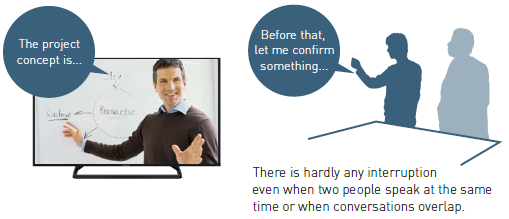 The project
concept is...
Before that,
let me confirm
something...
There is hardly any interruption
even when two people speak at the same
time or when conversations overlap.